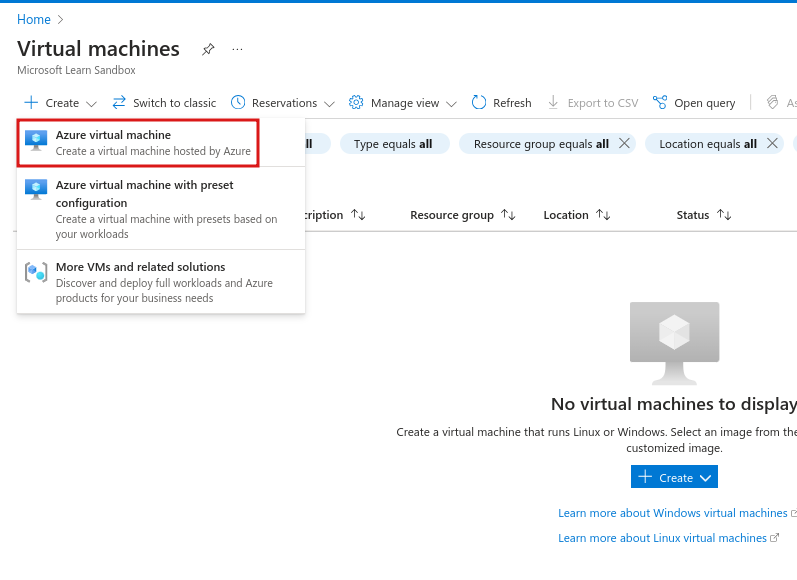 Home
Virtual machines
Microsoft Learn Sandbox
Create Switch to classic Reservations Manage view Refresh Export to CSV Open query
Azure virtual machine
Create a virtual machine hosted by Azure
Type equals all Resource group equals all Location equals all
Azure virtual machine with preset
configuration
Create a virtual machine with presets based on
your workloads
Resource group Location Status
More VMs and related solutions
Discover and deploy full workloads and Azure
products for your business needs
No virtual machines to display
Create a virtual machine that runs Linux or Windows. Select an image from the
customized image.
Create
Learn more about Windows virtual machines
Learn more about Linux virtual machines